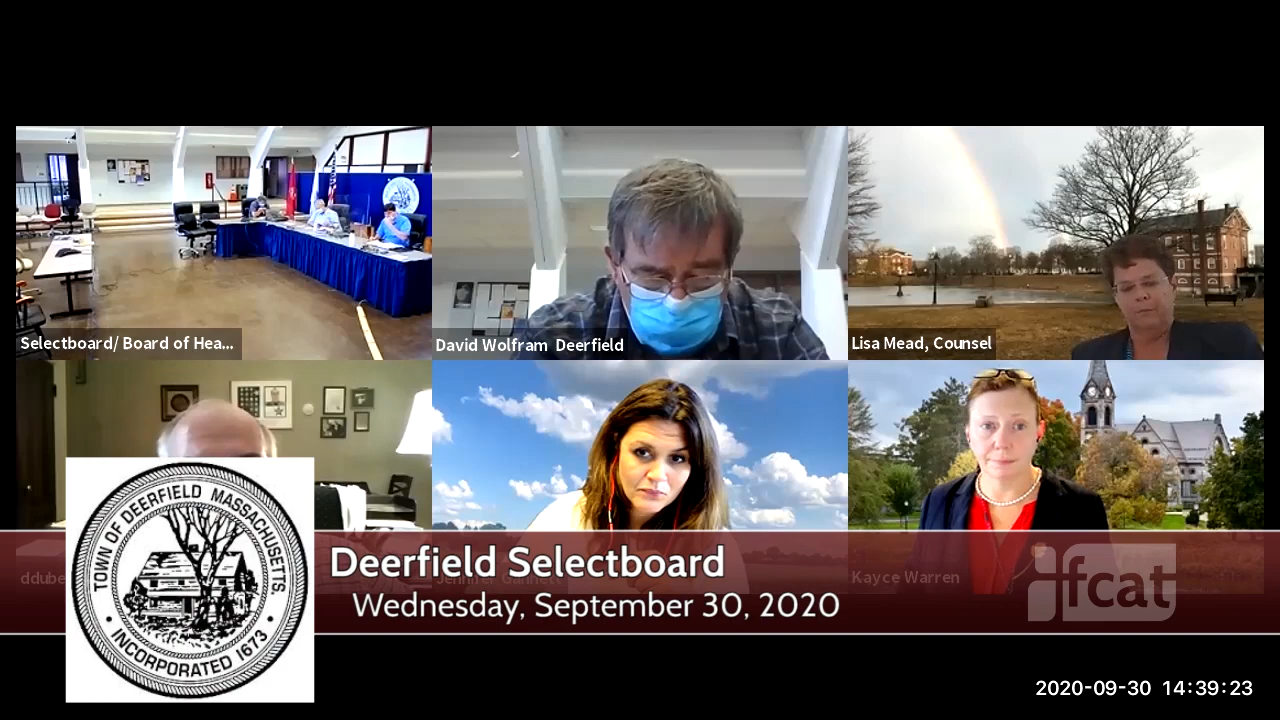 Selectboard/ Board of Hea...
David Wolfram Deerfield
Lisa Mead, Counsel
ddube
Kayce Warren
TOWN OF DEERFIELD MASSACHUSETTS.
INCORPORATED 1673
Deerfield Selectboard
Wednesday, September 30, 2020
fcat
2020-09-30 14:39:23